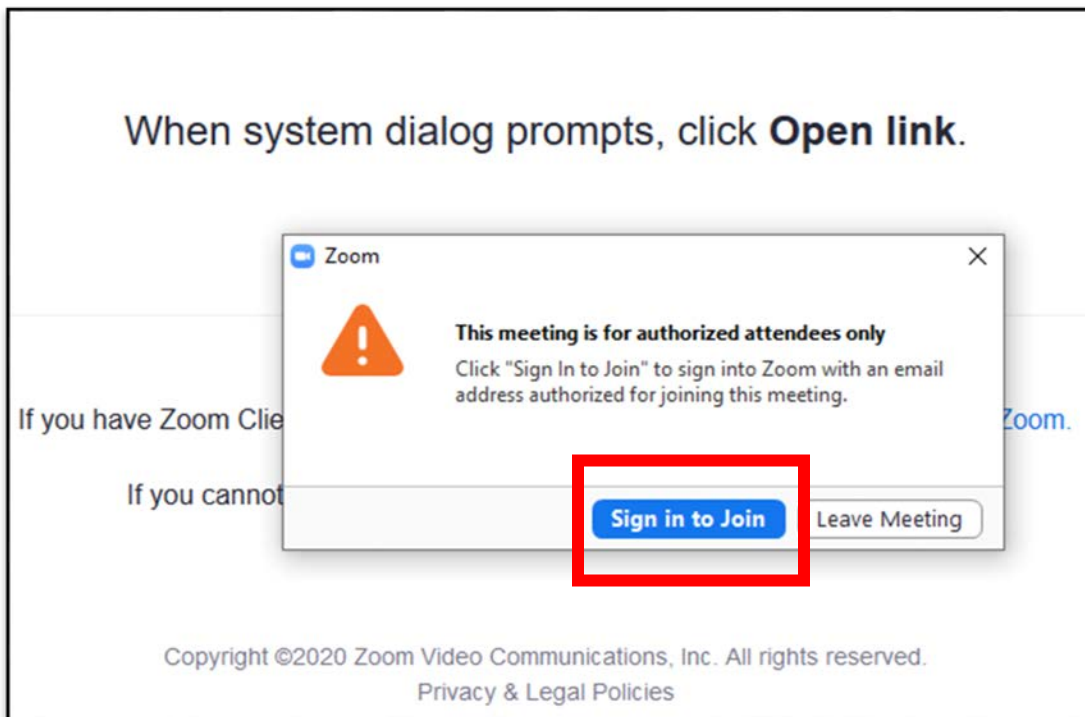 When system dialog prompts, click Open link.
Zoom
This meeting is for authorized attendees only
Click "Sign In to Join" to sign into Zoom with an email
address authorized for joining this meeting.
If you have Zoom Clie
Zoom.
If you cannot
Sign in to Join
Leave Meeting
Copyright ©2020 Zoom Video Communications, Inc. All rights reserved.
Privacy & Legal Policies